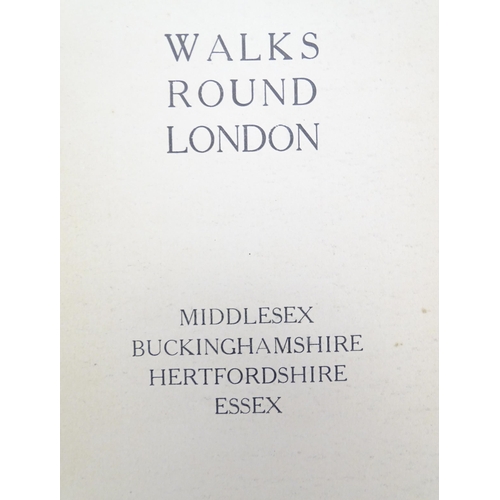 WALKS
ROUND
LONDON
MIDDLESEX
BUCKINGHAMSHIRE
HERTFORDSHIRE
ESSEX